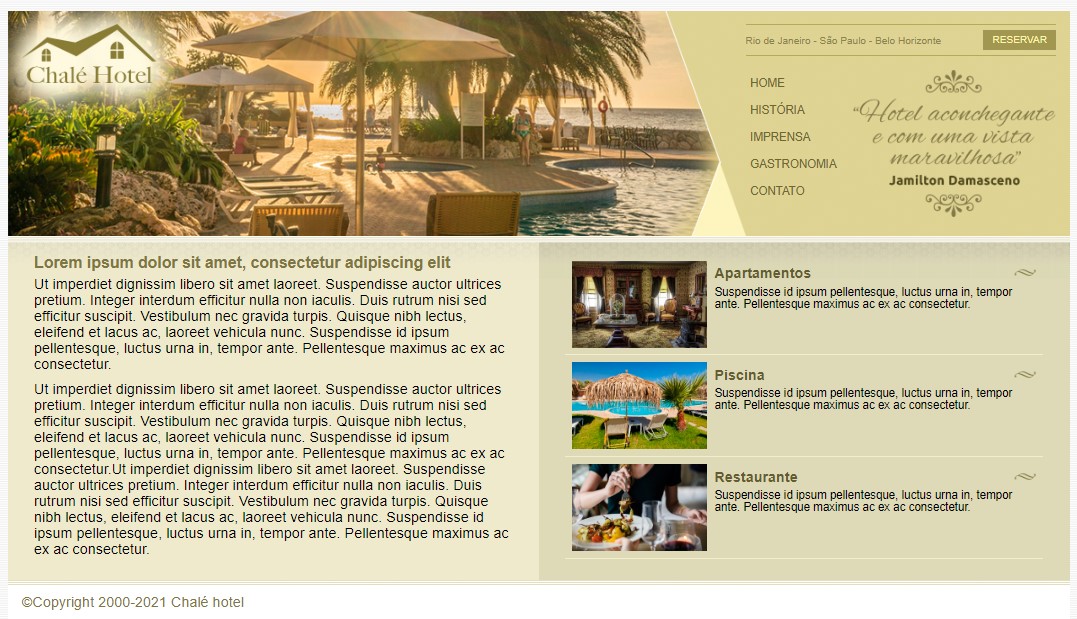 Chalé Hotel
Rio de Janeiro - São Paulo - Belo Horizonte
RESERVAR
HOME
HISTÓRIA
IMPRENSA
GASTRONOMIA
CONTATO
“Hotel aconchegante
e com uma vista
maravilhosa”
Jamilton Damasceno
Lorem ipsum dolor sit amet, consectetur adipiscing elit
Ut imperdiet dignissim libero sit amet laoreet. Suspendisse auctor ultrices
pretium. Integer interdum efficitur nulla non iaculis. Duis rutrum nisi sed
efficitur suscipit. Vestibulum nec gravida turpis. Quisque nibh lectus,
eleifend et lacus ac, laoreet vehicula nunc. Suspendisse id ipsum
pellentesque, luctus urna in, tempor ante. Pellentesque maximus ac ex ac
consectetur.
Ut imperdiet dignissim libero sit amet laoreet. Suspendisse auctor ultrices
pretium. Integer interdum efficitur nulla non iaculis. Duis rutrum nisi sed
efficitur suscipit. Vestibulum nec gravida turpis. Quisque nibh lectus,
eleifend et lacus ac, laoreet vehicula nunc. Suspendisse id ipsum
pellentesque, luctus urna in, tempor ante. Pellentesque maximus ac ex ac
consectetur.Ut imperdiet dignissim libero sit amet laoreet. Suspendisse
auctor ultrices pretium. Integer interdum efficitur nulla non iaculis. Duis
rutrum nisi sed efficitur suscipit. Vestibulum nec gravida turpis. Quisque
nibh lectus, eleifend et lacus ac, laoreet vehicula nunc. Suspendisse id
ipsum pellentesque, luctus urna in, tempor ante. Pellentesque maximus ac
ex ac consectetur.
Apartamentos
Suspendisse id ipsum pellentesque, luctus urna in, tempor
ante. Pellentesque maximus ac ex ac consectetur.
Piscina
Suspendisse id ipsum pellentesque, luctus urna in, tempor
ante. Pellentesque maximus ac ex ac consectetur.
Restaurante
Suspendisse id ipsum pellentesque, luctus urna in, tempor
ante. Pellentesque maximus ac ex ac consectetur.
©Copyright 2000-2021 Chalé hotel